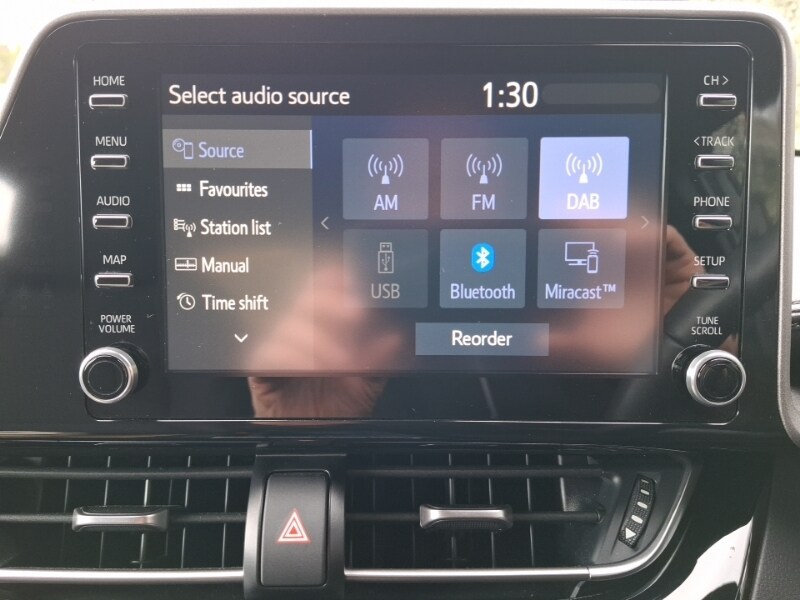 HOME
MENU
AUDIO
MAP
POWER
VOLUME
Select audio source
1:30
Source
Favourites
Station list
Manual
Time shift
AM
FM
DAB
USB
Bluetooth
Miracast™
Reorder
CH >
< TRACK
PHONE
SETUP
TUNE
SCROLL